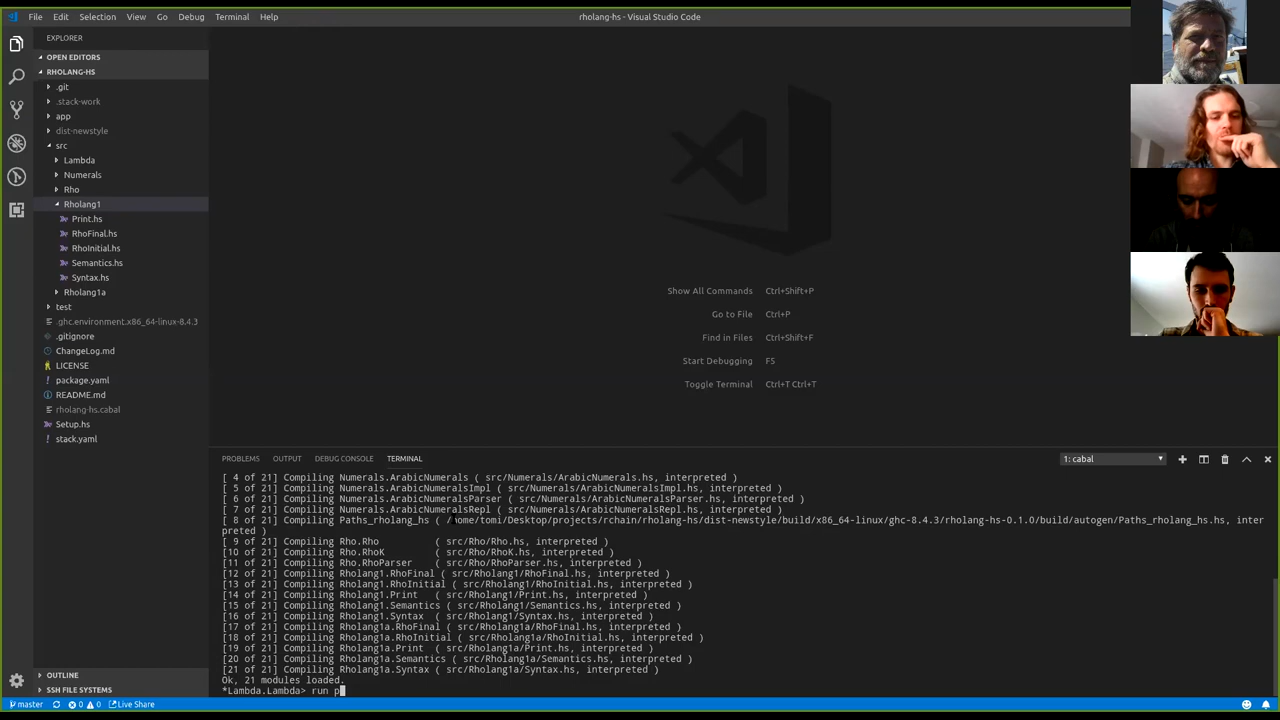 File Edit Selection View Go Debug Terminal Help
rholang-hs - Visual Studio Code
EXPLORER
OPEN EDITORS
RHOLANG-HS
.git
.stack-work
app
dist-newstyle
src
Lambda
Numerals
Rho
Rholang1
Print.hs
RhoFinal.hs
RhoInitial.hs
Semantics.hs
Syntax.hs
Rholang1a
test
.ghc.environment.x86_64-linux-8.4.3
.gitignore
ChangeLog.md
LICENSE
package.yaml
README.md
rholang-hs.cabal
Setup.hs
stack.yaml
OUTLINE
SSH FILE SYSTEMS
Show All Commands Ctrl+Shift+P
Go to File Ctrl+P
Find in Files Ctrl+Shift+F
Start Debugging F5
Toggle Terminal Ctrl+T Ctrl+T
PROBLEMS OUTPUT DEBUG CONSOLE TERMINAL
1: cabal
[ 4 of 21] Compiling Numerals.ArabicNumerals ( src/Numerals/ArabicNumerals.hs, interpreted )
[ 5 of 21] Compiling Numerals.ArabicNumeralsImpl ( src/Numerals/ArabicNumeralsImpl.hs, interpreted )
[ 6 of 21] Compiling Numerals.ArabicNumeralsParser ( src/Numerals/ArabicNumeralsParser.hs, interpreted )
[ 7 of 21] Compiling Numerals.ArabicNumeralsRepl ( src/Numerals/ArabicNumeralsRepl.hs, interpreted )
[ 8 of 21] Compiling Paths_rholang_hs ( /home/tomi/Desktop/projects/rchain/rholang-hs/dist-newstyle/build/x86_64-linux/ghc-8.4.3/rholang-hs-0.1.0/build/autogen/Paths_rholang_hs.hs, inter
preted )
[ 9 of 21] Compiling Rho.Rho ( src/Rho/Rho.hs, interpreted )
[10 of 21] Compiling Rho.RhoK ( src/Rho/RhoK.hs, interpreted )
[11 of 21] Compiling Rho.RhoParser ( src/Rho/RhoParser.hs, interpreted )
[12 of 21] Compiling Rholang1.RhoFinal ( src/Rholang1/RhoFinal.hs, interpreted )
[13 of 21] Compiling Rholang1.RhoInitial ( src/Rholang1/RhoInitial.hs, interpreted )
[14 of 21] Compiling Rholang1.Print ( src/Rholang1/Print.hs, interpreted )
[15 of 21] Compiling Rholang1.Semantics ( src/Rholang1/Semantics.hs, interpreted )
[16 of 21] Compiling Rholang1.Syntax ( src/Rholang1/Syntax.hs, interpreted )
[17 of 21] Compiling Rholang1a.RhoFinal ( src/Rholang1a/RhoFinal.hs, interpreted )
[18 of 21] Compiling Rholang1a.RhoInitial ( src/Rholang1a/RhoInitial.hs, interpreted )
[19 of 21] Compiling Rholang1a.Print ( src/Rholang1a/Print.hs, interpreted )
[20 of 21] Compiling Rholang1a.Semantics ( src/Rholang1a/Semantics.hs, interpreted )
[21 of 21] Compiling Rholang1a.Syntax ( src/Rholang1a/Syntax.hs, interpreted )
Ok, 21 modules loaded.
*Lambda.Lambda> run p
master 0 0 Live Share